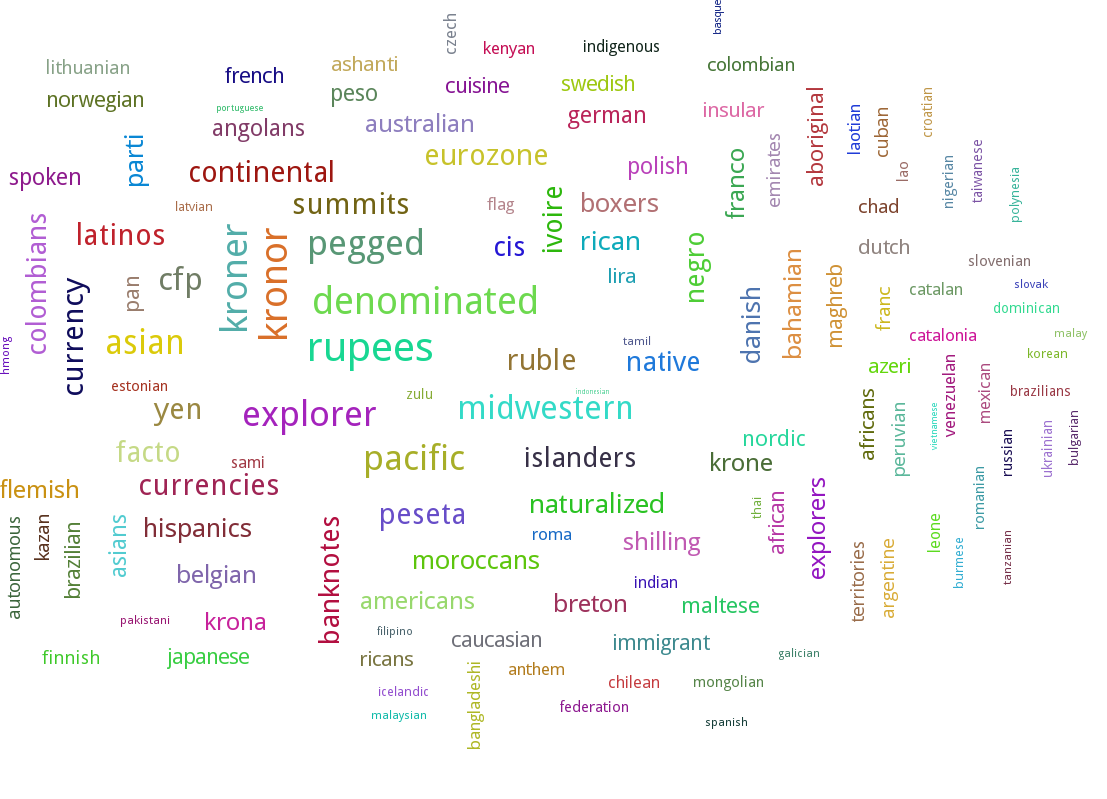 basque
czech
kenyan
indigenous
lithuanian
french
ashanti
cuisine
swedish
colombian
norwegian
portuguese
peso
german
insular
aboriginal
laotian
cuban
croatian
angolans
australian
parti
eurozone
polish
franco
emirates
spoken
continental
lao
nigerian
taiwanese
polynesia
latvian
summits
flag
ivoire
boxers
chad
colombians
latinos
kroner
kronor
pegged
cis
rican
negro
bahamian
dutch
slovenian
currency
pan
cfp
lira
danish
maghreb
franc
catalan
slovak
dominican
denominated
hmong
asian
rupees
ruble
tamil
native
catalonia
malay
korean
azeri
estonian
zulu
indonesian
venezuelan
mexican
brazilians
yen
explorer
midwestern
africans
peruvian
vietnamese
russian
ukrainian
bulgarian
facto
sami
pacific
islanders
nordic
krone
flemish
currencies
naturalized
thai
african
explorers
romanian
autonomous
kazan
brazilian
asians
hispanics
banknotes
peseta
roma
shilling
leone
burmese
tanzanian
belgian
moroccans
indian
territories
argentine
pakistani
krona
americans
breton
maltese
filipino
caucasian
immigrant
finnish
japanese
ricans
anthem
galician
icelandic
bangladeshi
chilean
mongolian
malaysian
federation
spanish